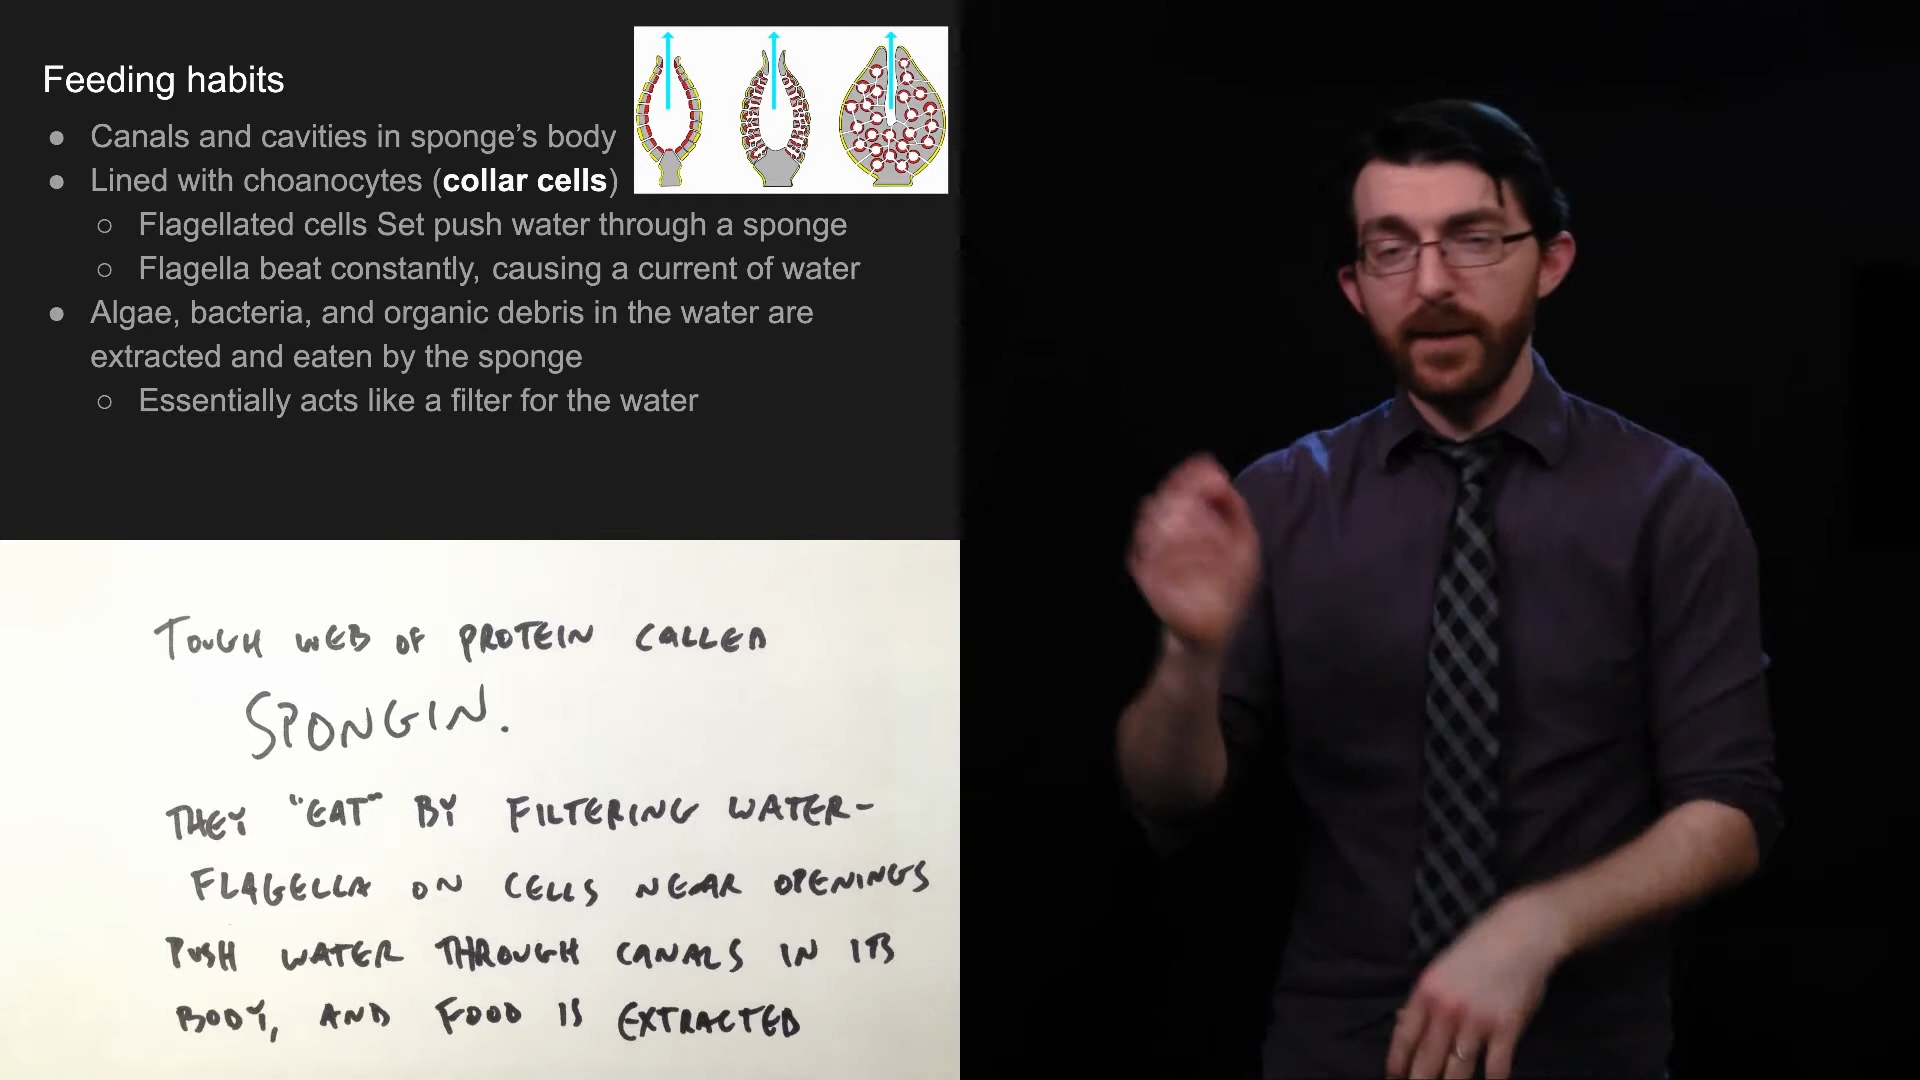 Feeding habits
● Canals and cavities in sponge's body
● Lined with choanocytes (collar cells)
○ Flagellated cells Set push water through a sponge
○ Flagella beat constantly, causing a current of water
● Algae, bacteria, and organic debris in the water are
extracted and eaten by the sponge
○ Essentially acts like a filter for the water
TOUGH WEB OF PROTEIN CALLED
SPONGIN.
THEY "EAT" BY FILTERING WATER-
FLAGELLA ON CELLS NEAR OPENINGS
PUSH WATER THROUGH CANALS IN ITS
BODY, AND FOOD IS EXTRACTED